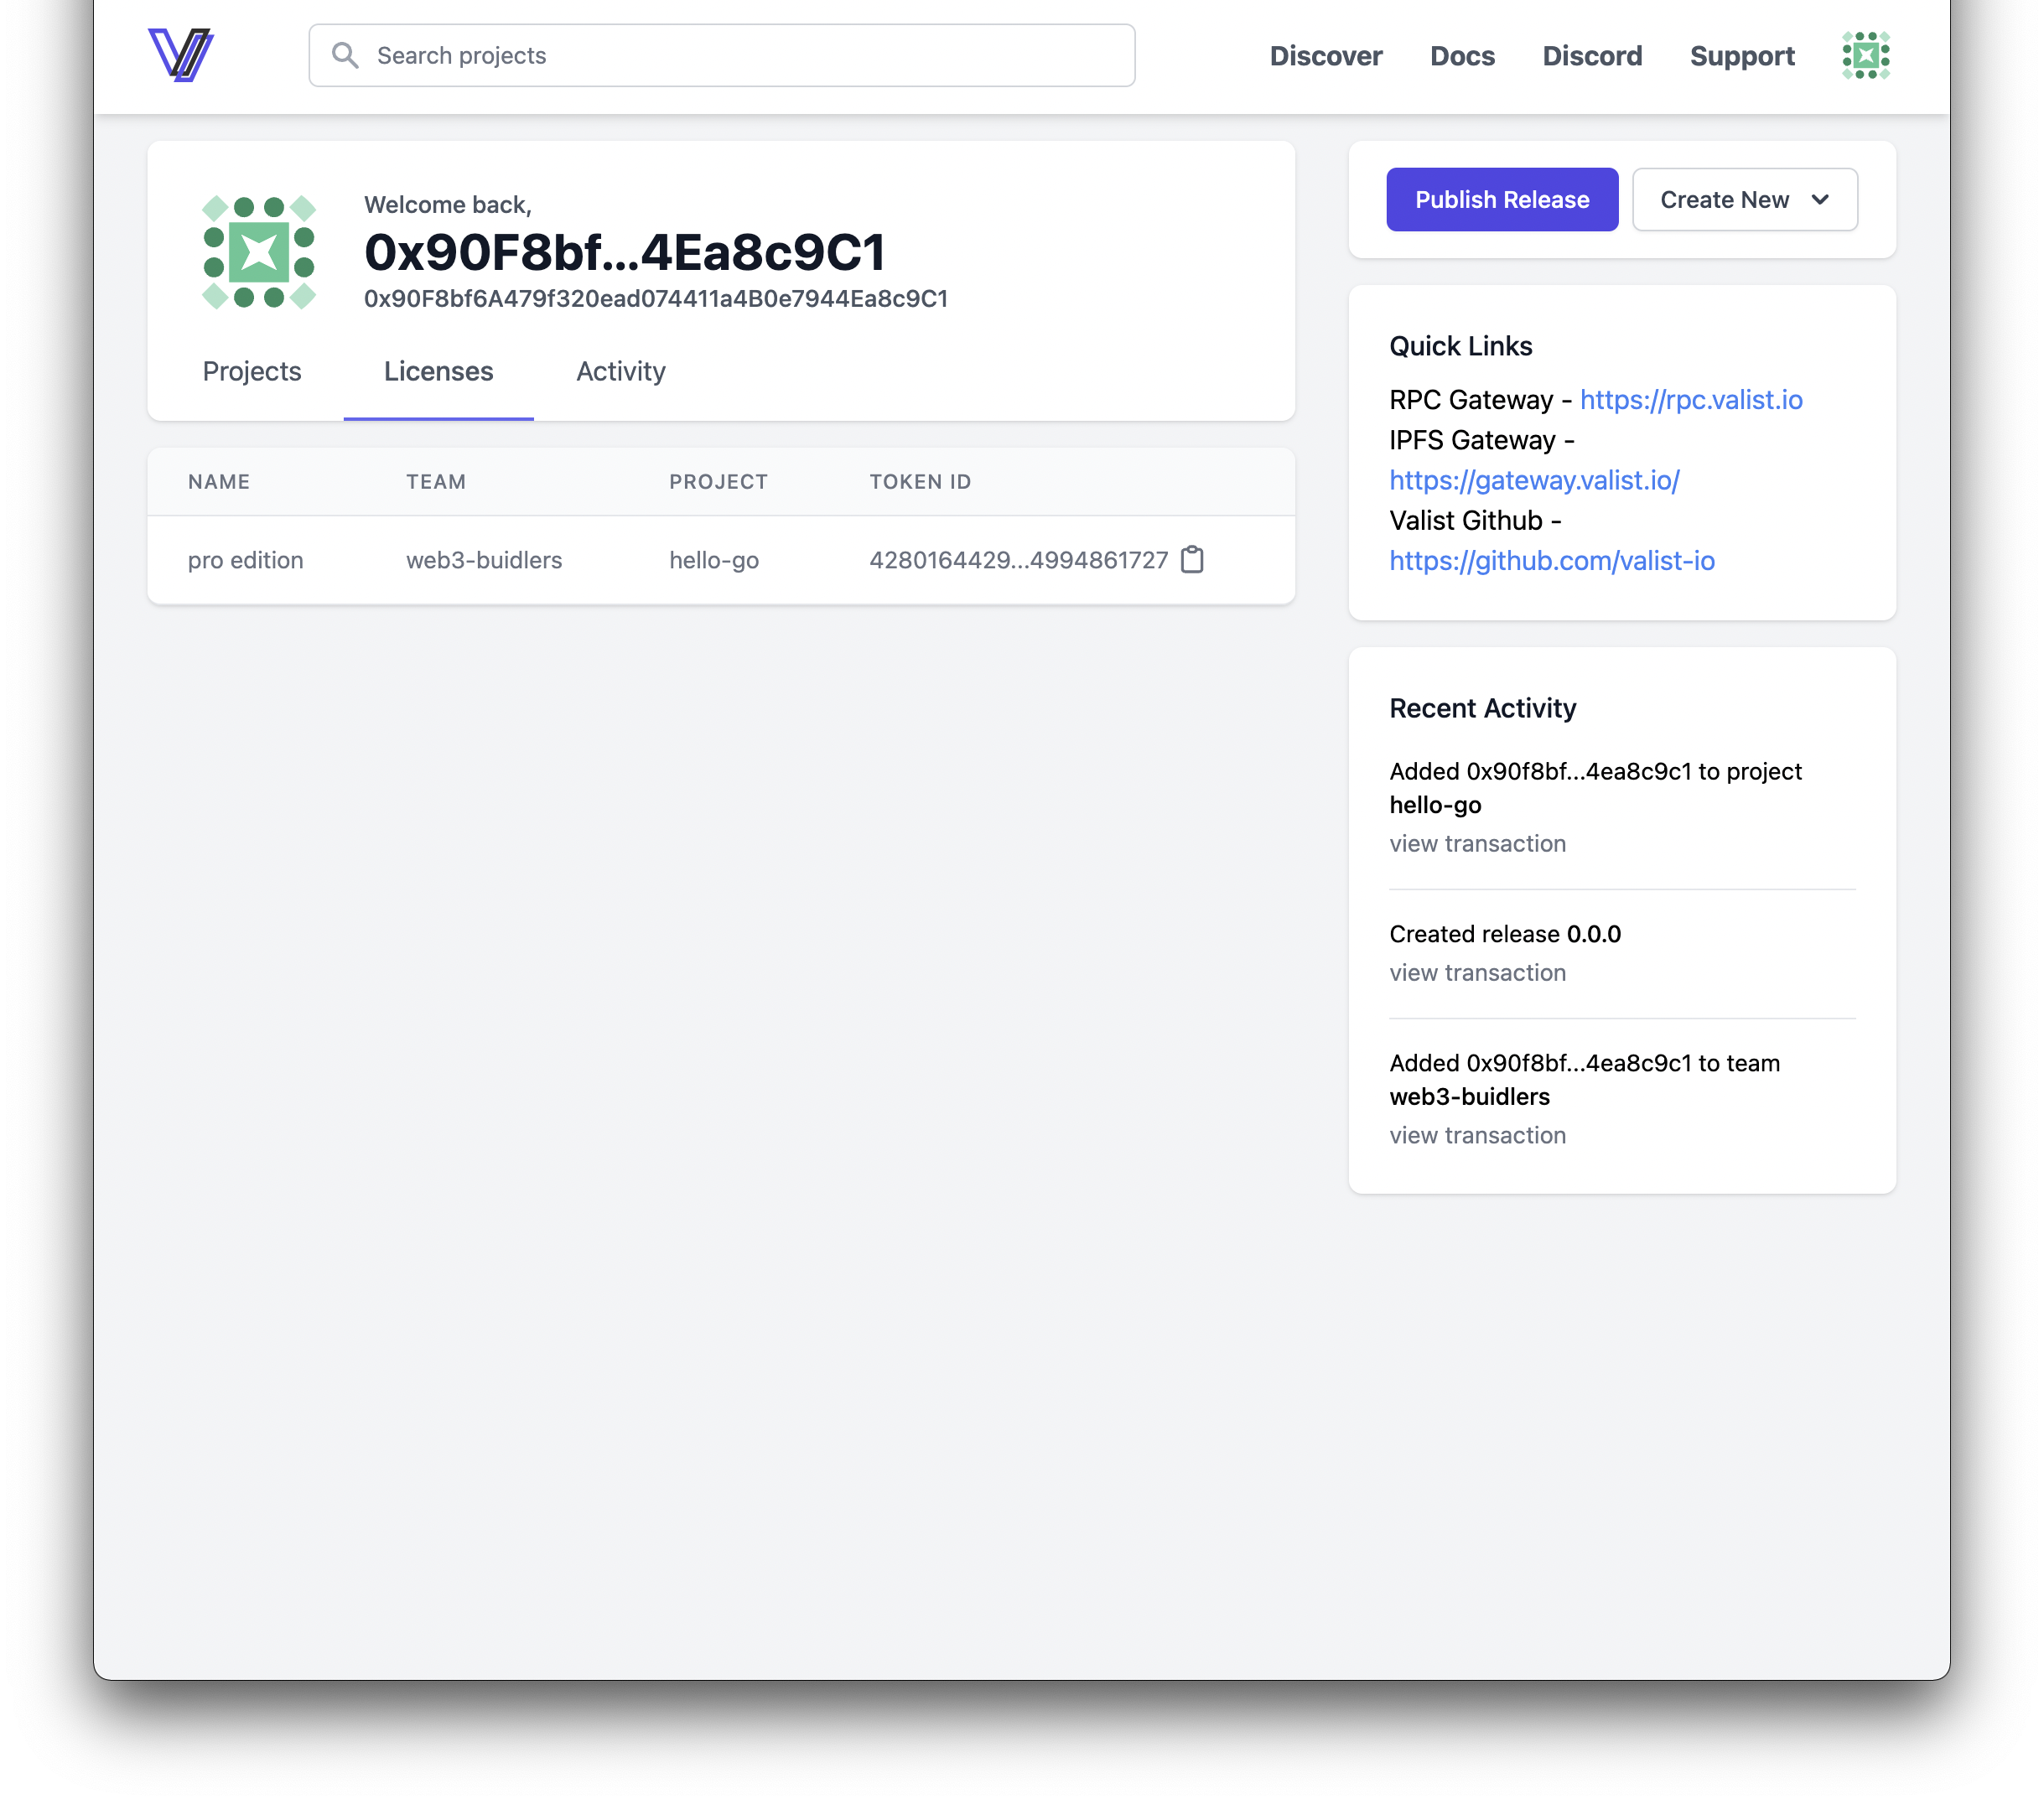 Search projects
Discover Docs Discord Support
Welcome back,
0x90F8bf...4Ea8c9C1
0x90F8bf6A479f320ead074411a4B0e7944Ea8c9C1
Projects Licenses Activity
NAME TEAM PROJECT TOKEN ID
pro edition web3-buidlers hello-go 4280164429...4994861727
Publish Release Create New
Quick Links
RPC Gateway - https://rpc.valist.io
IPFS Gateway -
https://gateway.valist.io/
Valist Github -
https://github.com/valist-io
Recent Activity
Added 0x90f8bf...4ea8c9c1 to project
hello-go
view transaction
Created release 0.0.0
view transaction
Added 0x90f8bf...4ea8c9c1 to team
web3-buidlers
view transaction